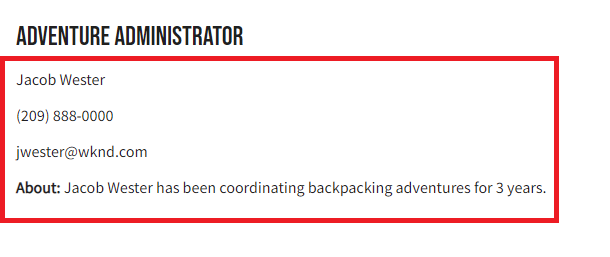 ADVENTURE ADMINISTRATOR
Jacob Wester
(209) 888-0000
jwester@wknd.com
About: Jacob Wester has been coordinating backpacking adventures for 3 years.